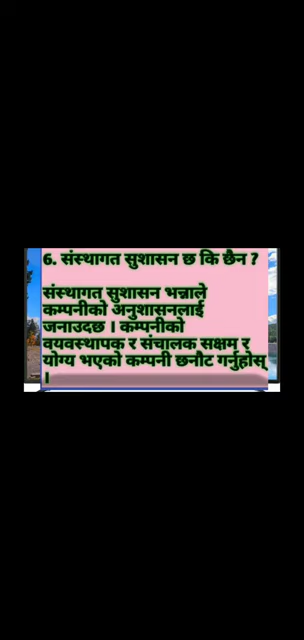 6. संस्थागत सुशासन छ कि छैन ?
संस्थागत सुशासन भन्नाले
कम्पनीको अनुशासनलाई
जनाउदछ । कम्पनीको
व्यवस्थापक र संचालक सक्षम र
योग्य भएको कम्पनी छनौट गर्नुहोस्
।